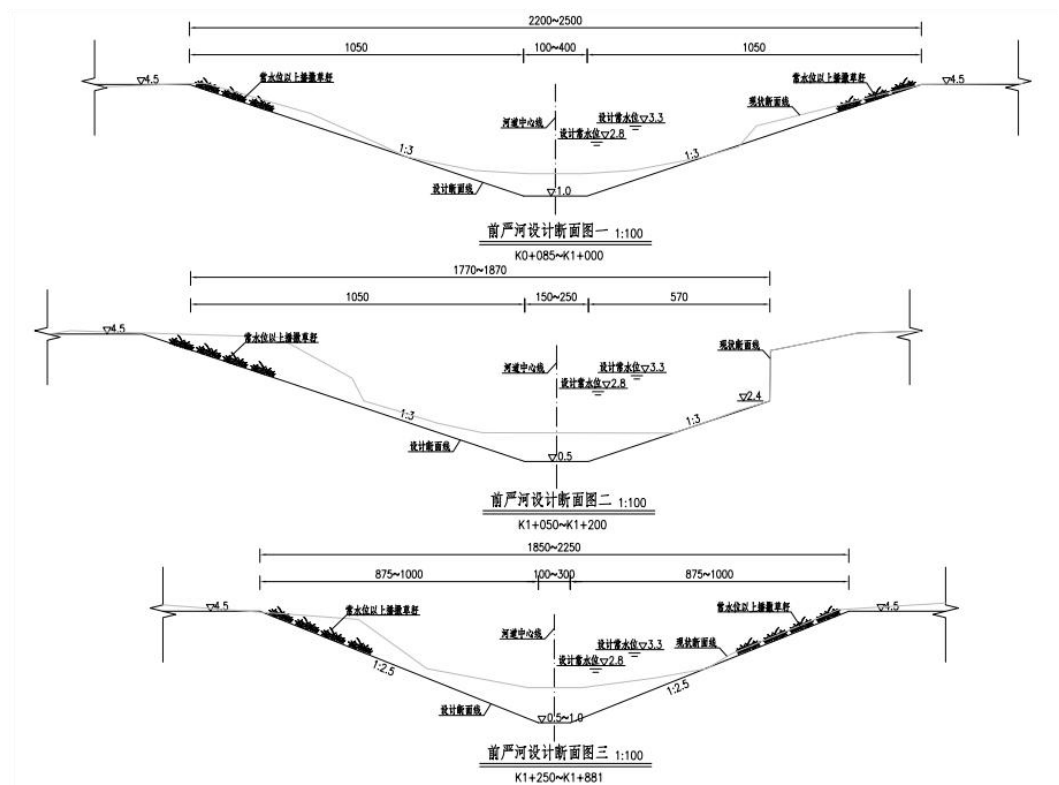 2200~2500
1050 100~400 1050
▽4.5 常水位以上播撒草籽 常水位以上播撒草籽 ▽4.5
现状断面线
河道中心线 设计常水位▽3.3
设计常水位▽2.8
1:3 1:3
设计断面线 ▽1.0
前严河设计断面图一 1:100
K0+085~K1+000
1770~1870
1050 150~250 570
▽4.5 常水位以上播撒草籽 现状断面线
河道中心线 设计常水位▽3.3
设计常水位▽2.8
▽2.4
1:3 1:3
设计断面线 ▽0.5
前严河设计断面图二 1:100
K1+050~K1+200
1850~2250
875~1000 100~300 875~1000
▽4.5 常水位以上播撒草籽 常水位以上播撒草籽 ▽4.5
河道中心线 设计常水位▽3.3 现状断面线
设计常水位▽2.8
1:2.5 1:2.5
设计断面线 ▽0.5~1.0
前严河设计断面图三 1:100
K1+250~K1+881